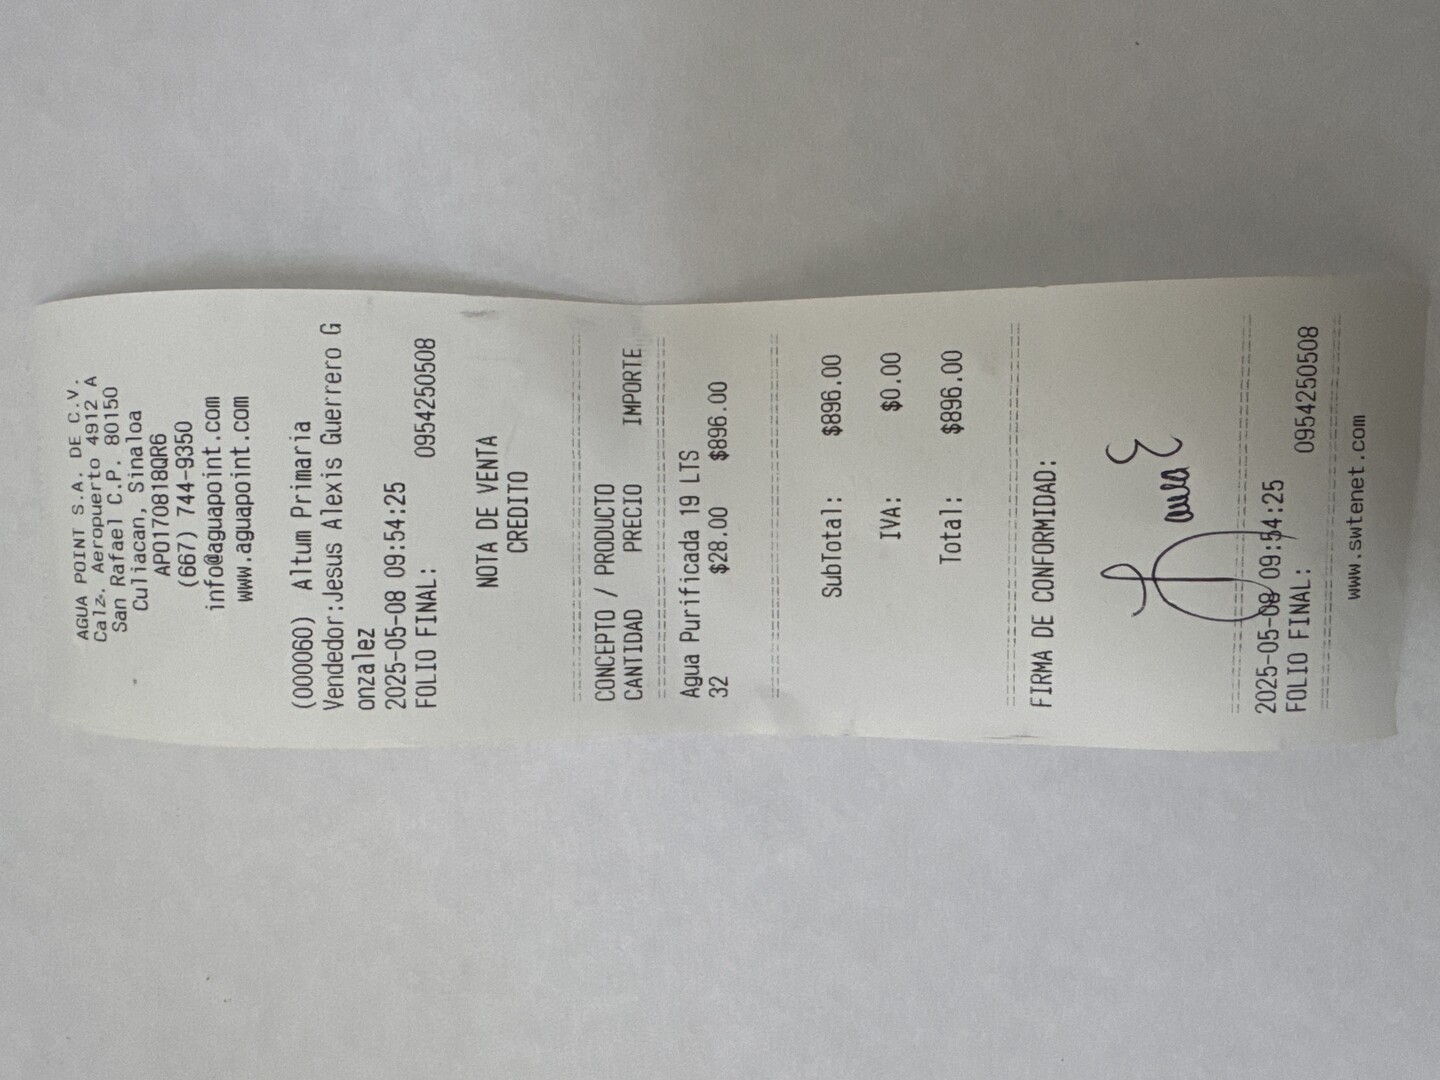 AGUA POINT S.A. DE C.V.
Calz. Aeropuerto 4912 A
San Rafael C.P. 80150
Culiacan, Sinaloa
APO170818QR6
(667) 744-9350
info@aguapoint.com
www.aguapoint.com
(000060) Altum Primaria
Vendedor:Jesus Alexis Guerrero G
onzalez
2025-05-08 09:54:25
FOLIO FINAL: 0954250508
NOTA DE VENTA
CREDITO
CONCEPTO / PRODUCTO
CANTIDAD PRECIO IMPORTE
Agua Purificada 19 LTS
32 $28.00 $896.00
SubTotal: $896.00
IVA: $0.00
Total: $896.00
FIRMA DE CONFORMIDAD:
2025-05-08 09:54:25
FOLIO FINAL: 0954250508
www.swtenet.com